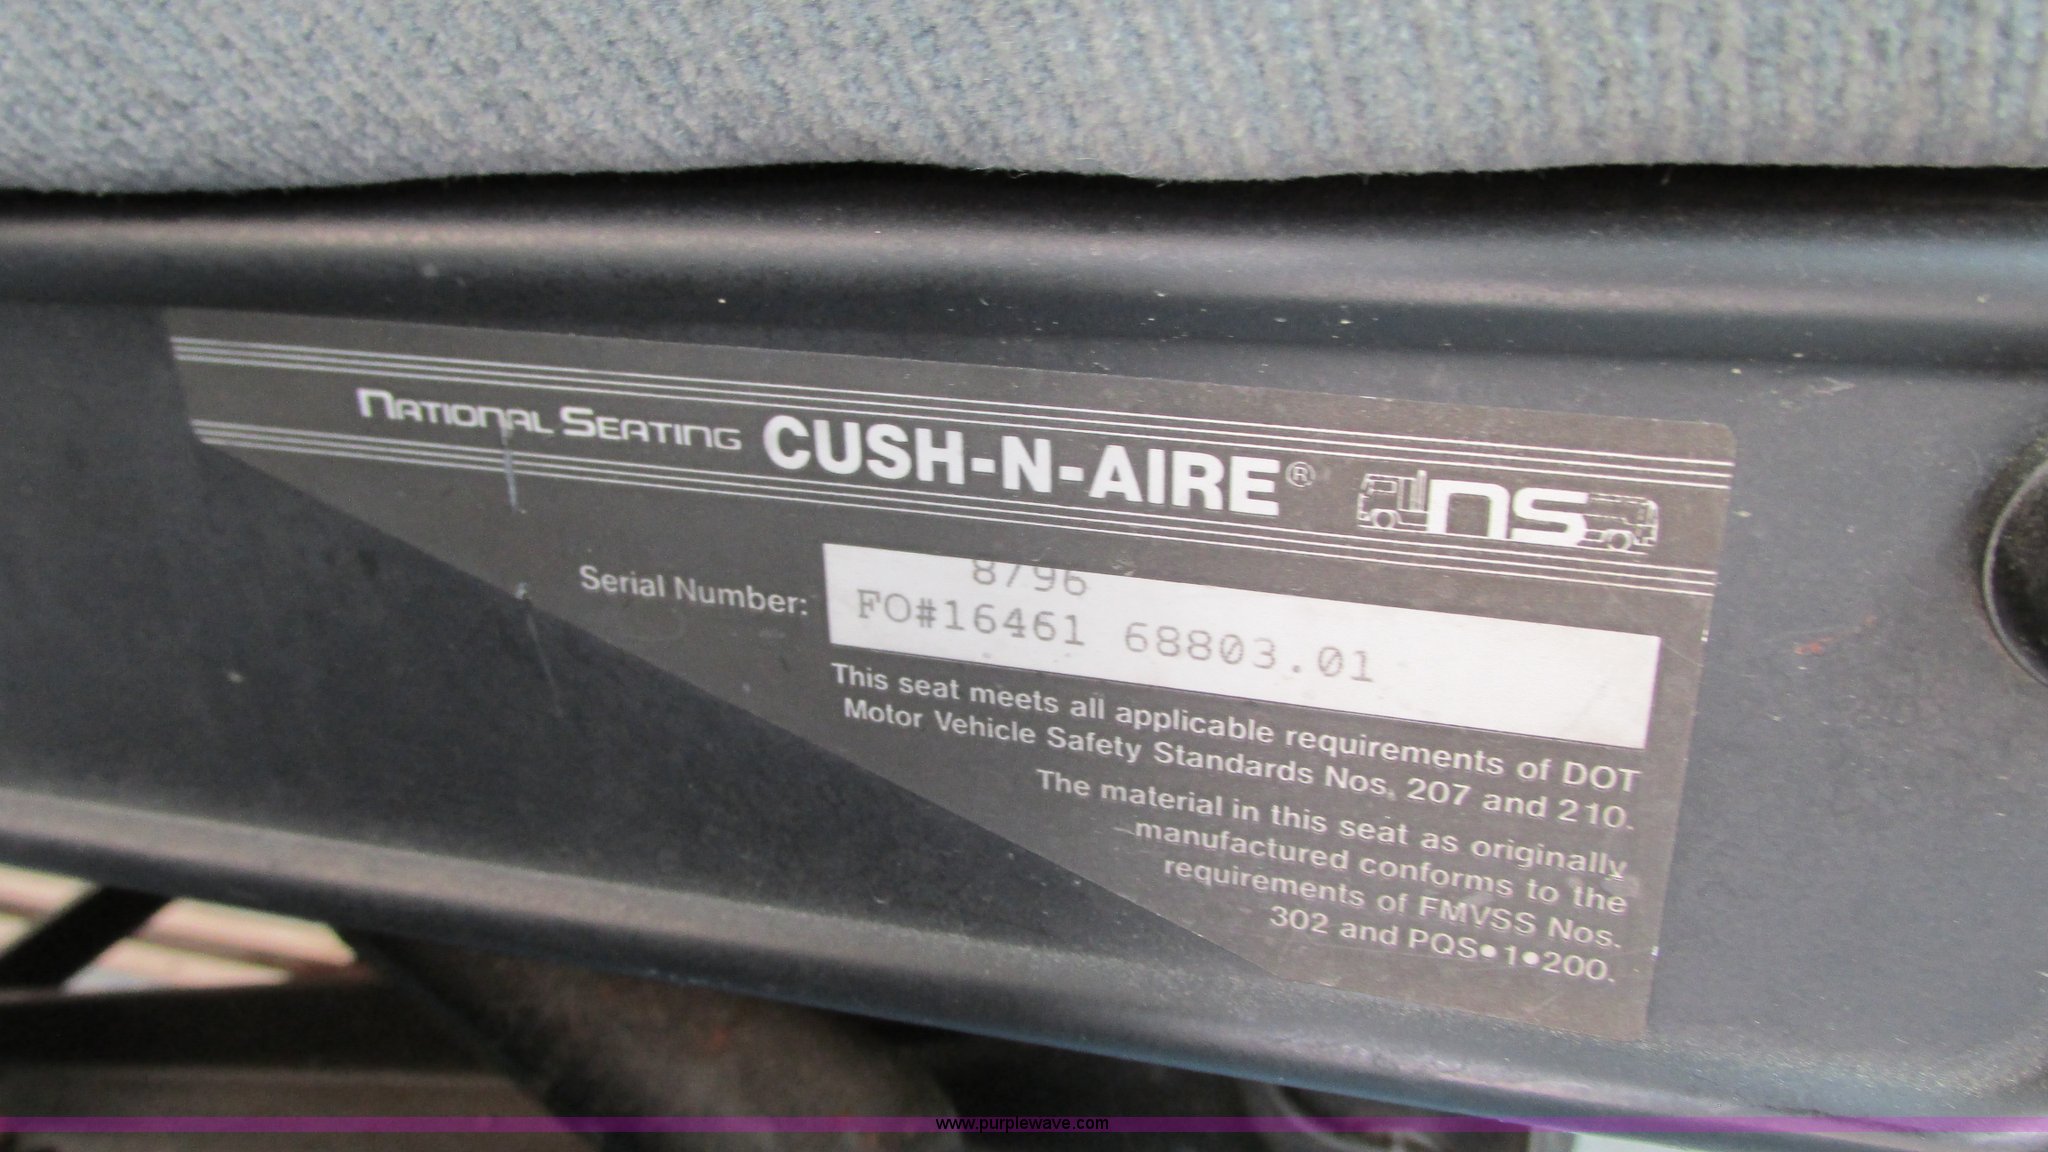 NATIONAL SEATING CUSH-N-AIRE® ns
8/96
Serial Number: FO#16461 68803.01
This seat meets all applicable requirements of DOT
Motor Vehicle Safety Standards Nos. 207 and 210.
The material in this seat as originally
manufactured conforms to the
requirements of FMVSS Nos.
302 and PQS•1•200.
www.purplewave.com